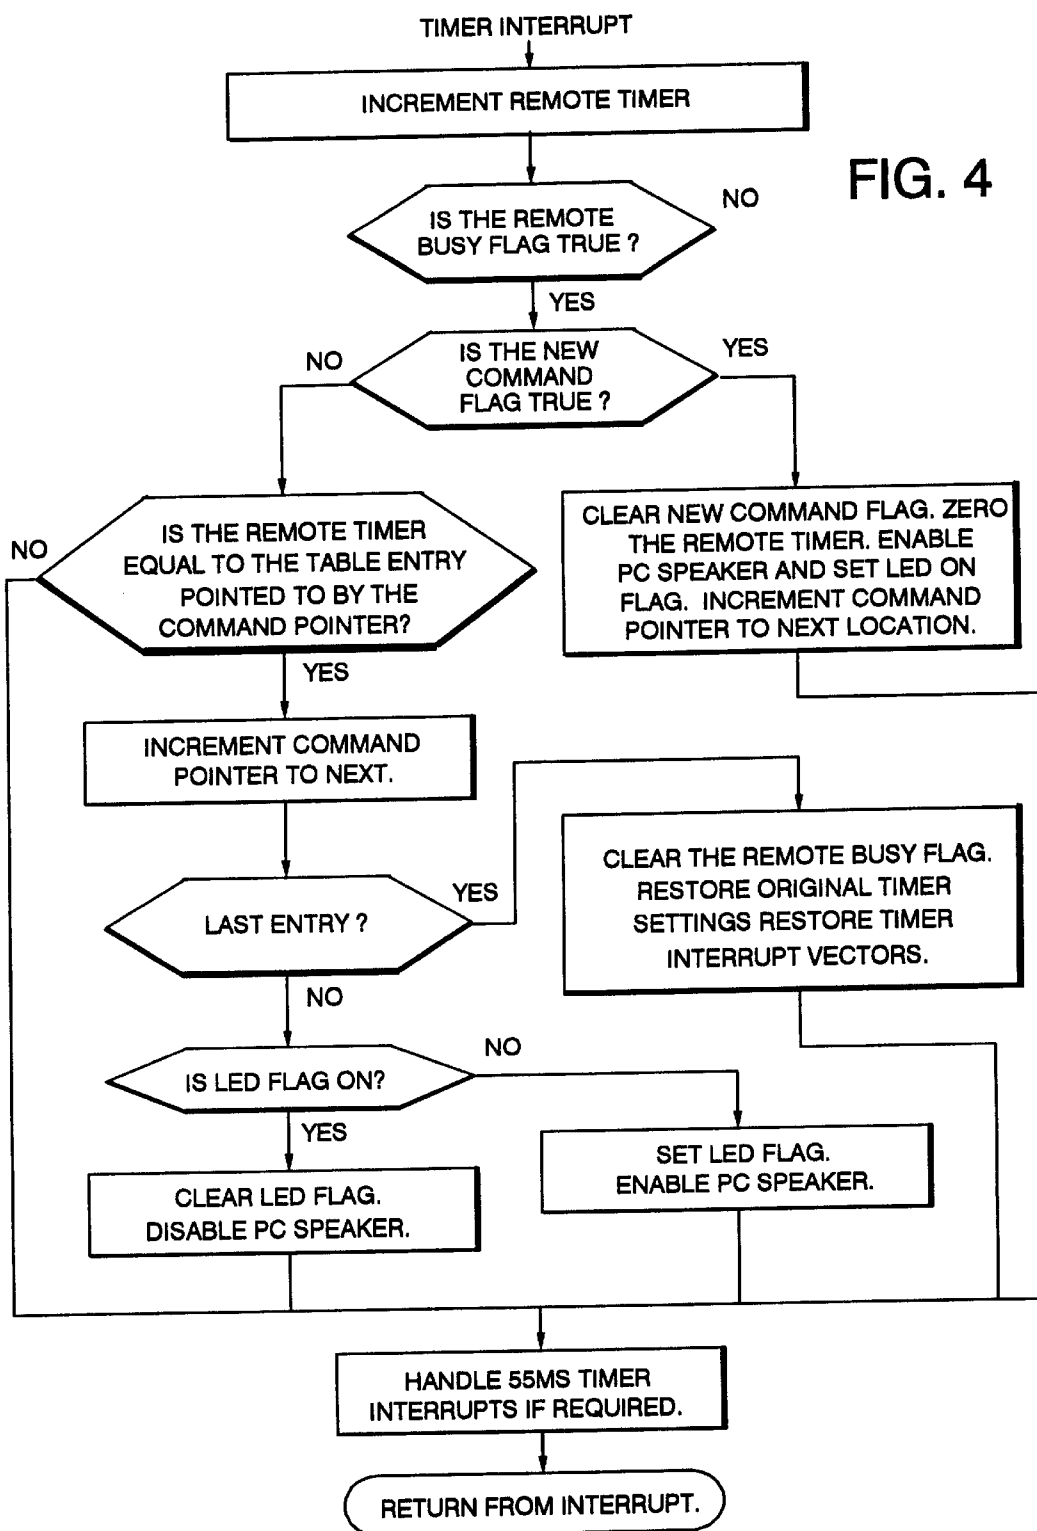 TIMER INTERRUPT
INCREMENT REMOTE TIMER
FIG. 4
IS THE REMOTE
BUSY FLAG TRUE ?
NO
YES
IS THE NEW
COMMAND
FLAG TRUE ?
NO
YES
IS THE REMOTE TIMER
EQUAL TO THE TABLE ENTRY
POINTED TO BY THE
COMMAND POINTER?
NO
YES
CLEAR NEW COMMAND FLAG. ZERO
THE REMOTE TIMER. ENABLE
PC SPEAKER AND SET LED ON
FLAG. INCREMENT COMMAND
POINTER TO NEXT LOCATION.
INCREMENT COMMAND
POINTER TO NEXT.
LAST ENTRY ?
YES
NO
CLEAR THE REMOTE BUSY FLAG.
RESTORE ORIGINAL TIMER
SETTINGS RESTORE TIMER
INTERRUPT VECTORS.
IS LED FLAG ON?
NO
YES
SET LED FLAG.
ENABLE PC SPEAKER.
CLEAR LED FLAG.
DISABLE PC SPEAKER.
HANDLE 55MS TIMER
INTERRUPTS IF REQUIRED.
RETURN FROM INTERRUPT.